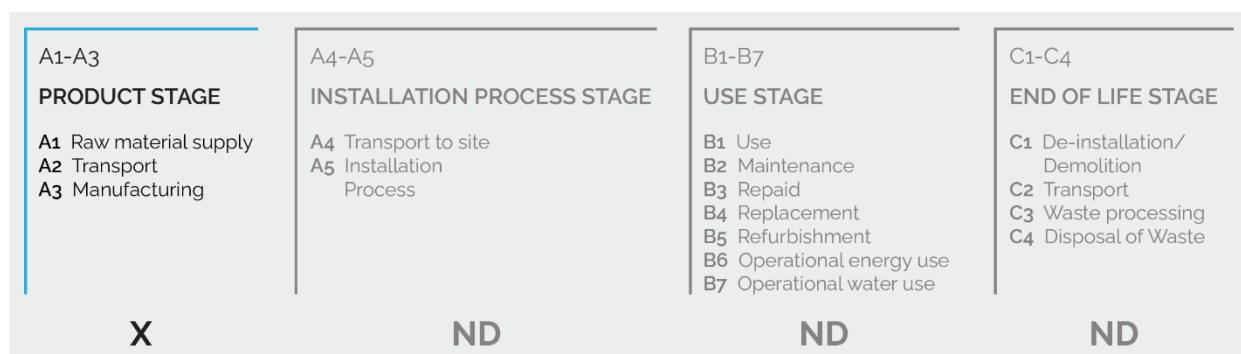 A1-A3
PRODUCT STAGE
A1 Raw material supply
A2 Transport
A3 Manufacturing
X
A4-A5
INSTALLATION PROCESS STAGE
A4 Transport to site
A5 Installation
Process
ND
B1-B7
USE STAGE
B1 Use
B2 Maintenance
B3 Repaid
B4 Replacement
B5 Refurbishment
B6 Operational energy use
B7 Operational water use
ND
C1-C4
END OF LIFE STAGE
C1 De-installation/
Demolition
C2 Transport
C3 Waste processing
C4 Disposal of Waste
ND